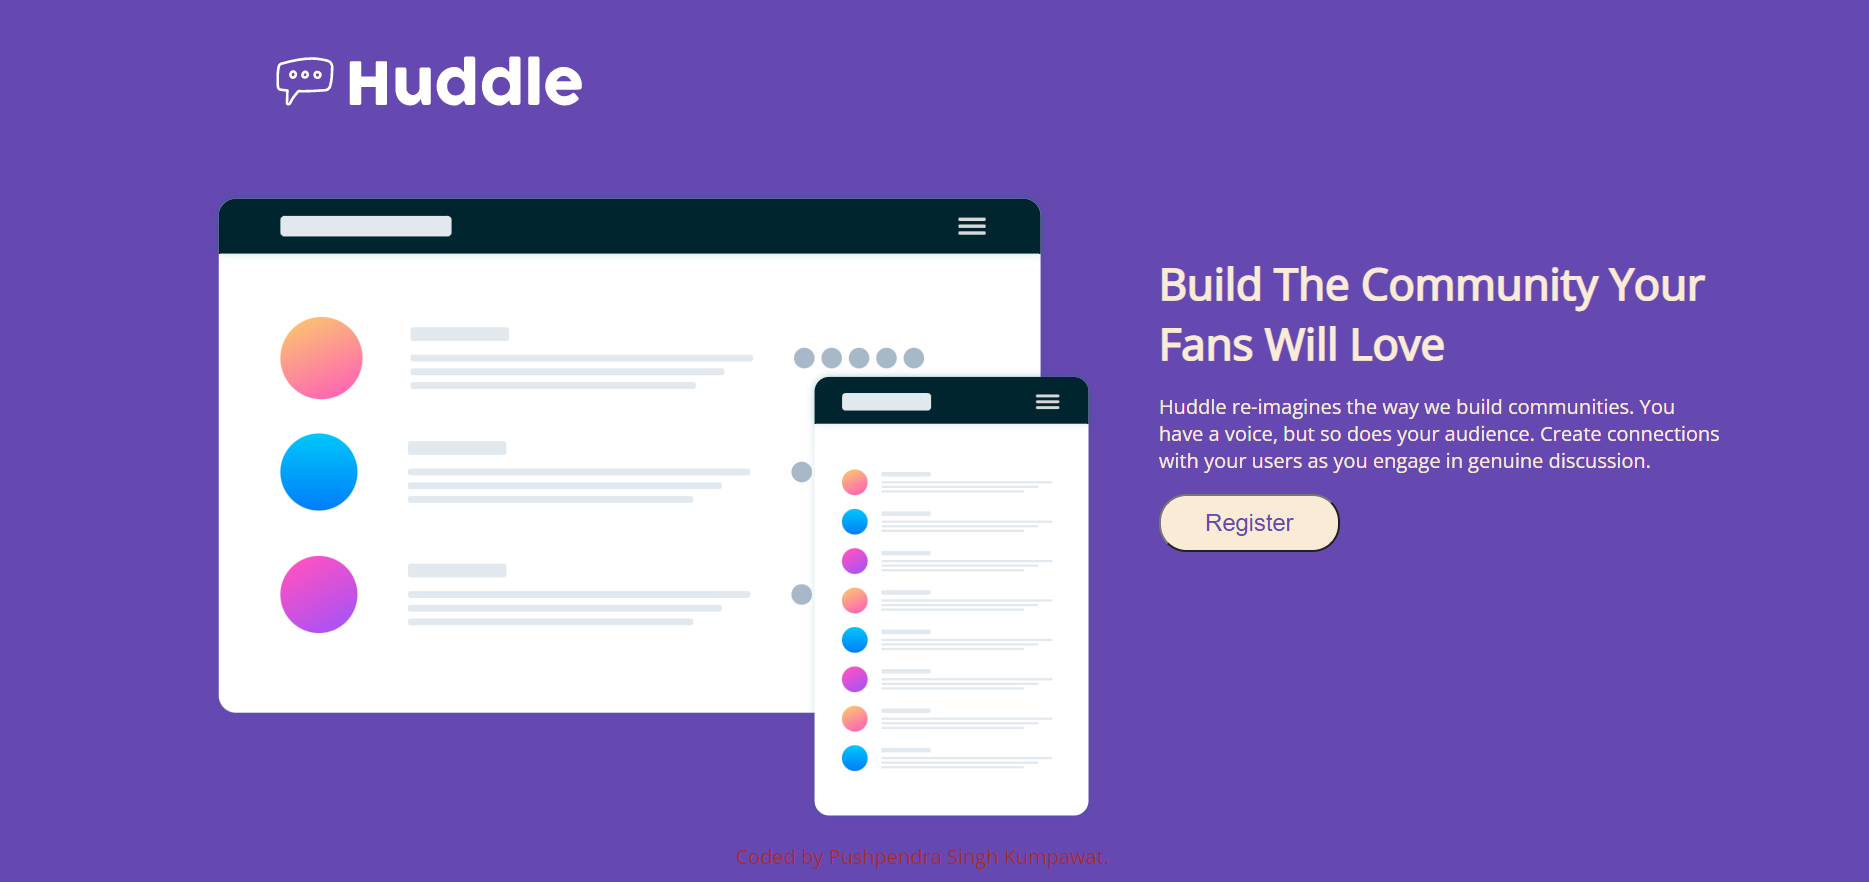 Huddle
Build The Community Your
Fans Will Love
Huddle re-imagines the way we build communities. You
have a voice, but so does your audience. Create connections
with your users as you engage in genuine discussion.
Register
Coded by Pushpendra Singh Kumpawat.